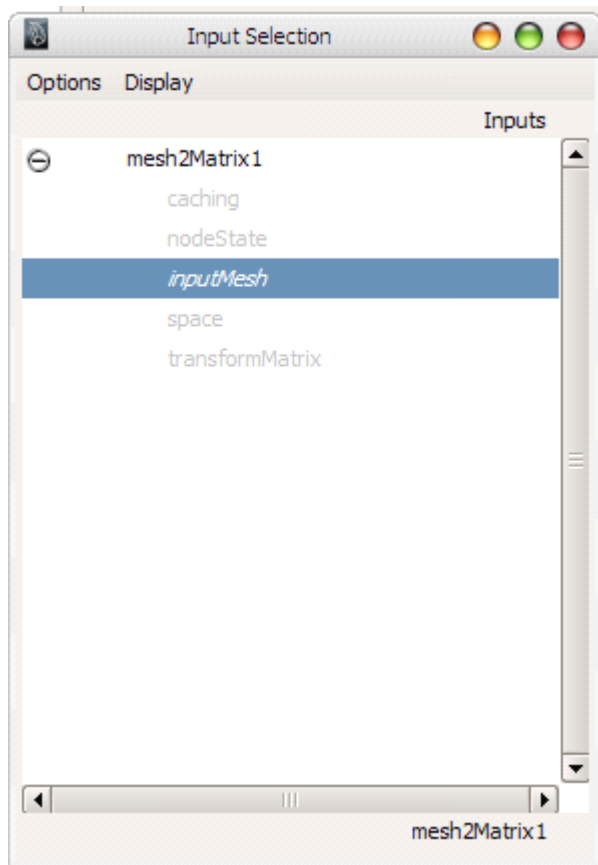 Input Selection
Options Display
Inputs
mesh2Matrix1
caching
nodeState
inputMesh
space
transformMatrix
mesh2Matrix1